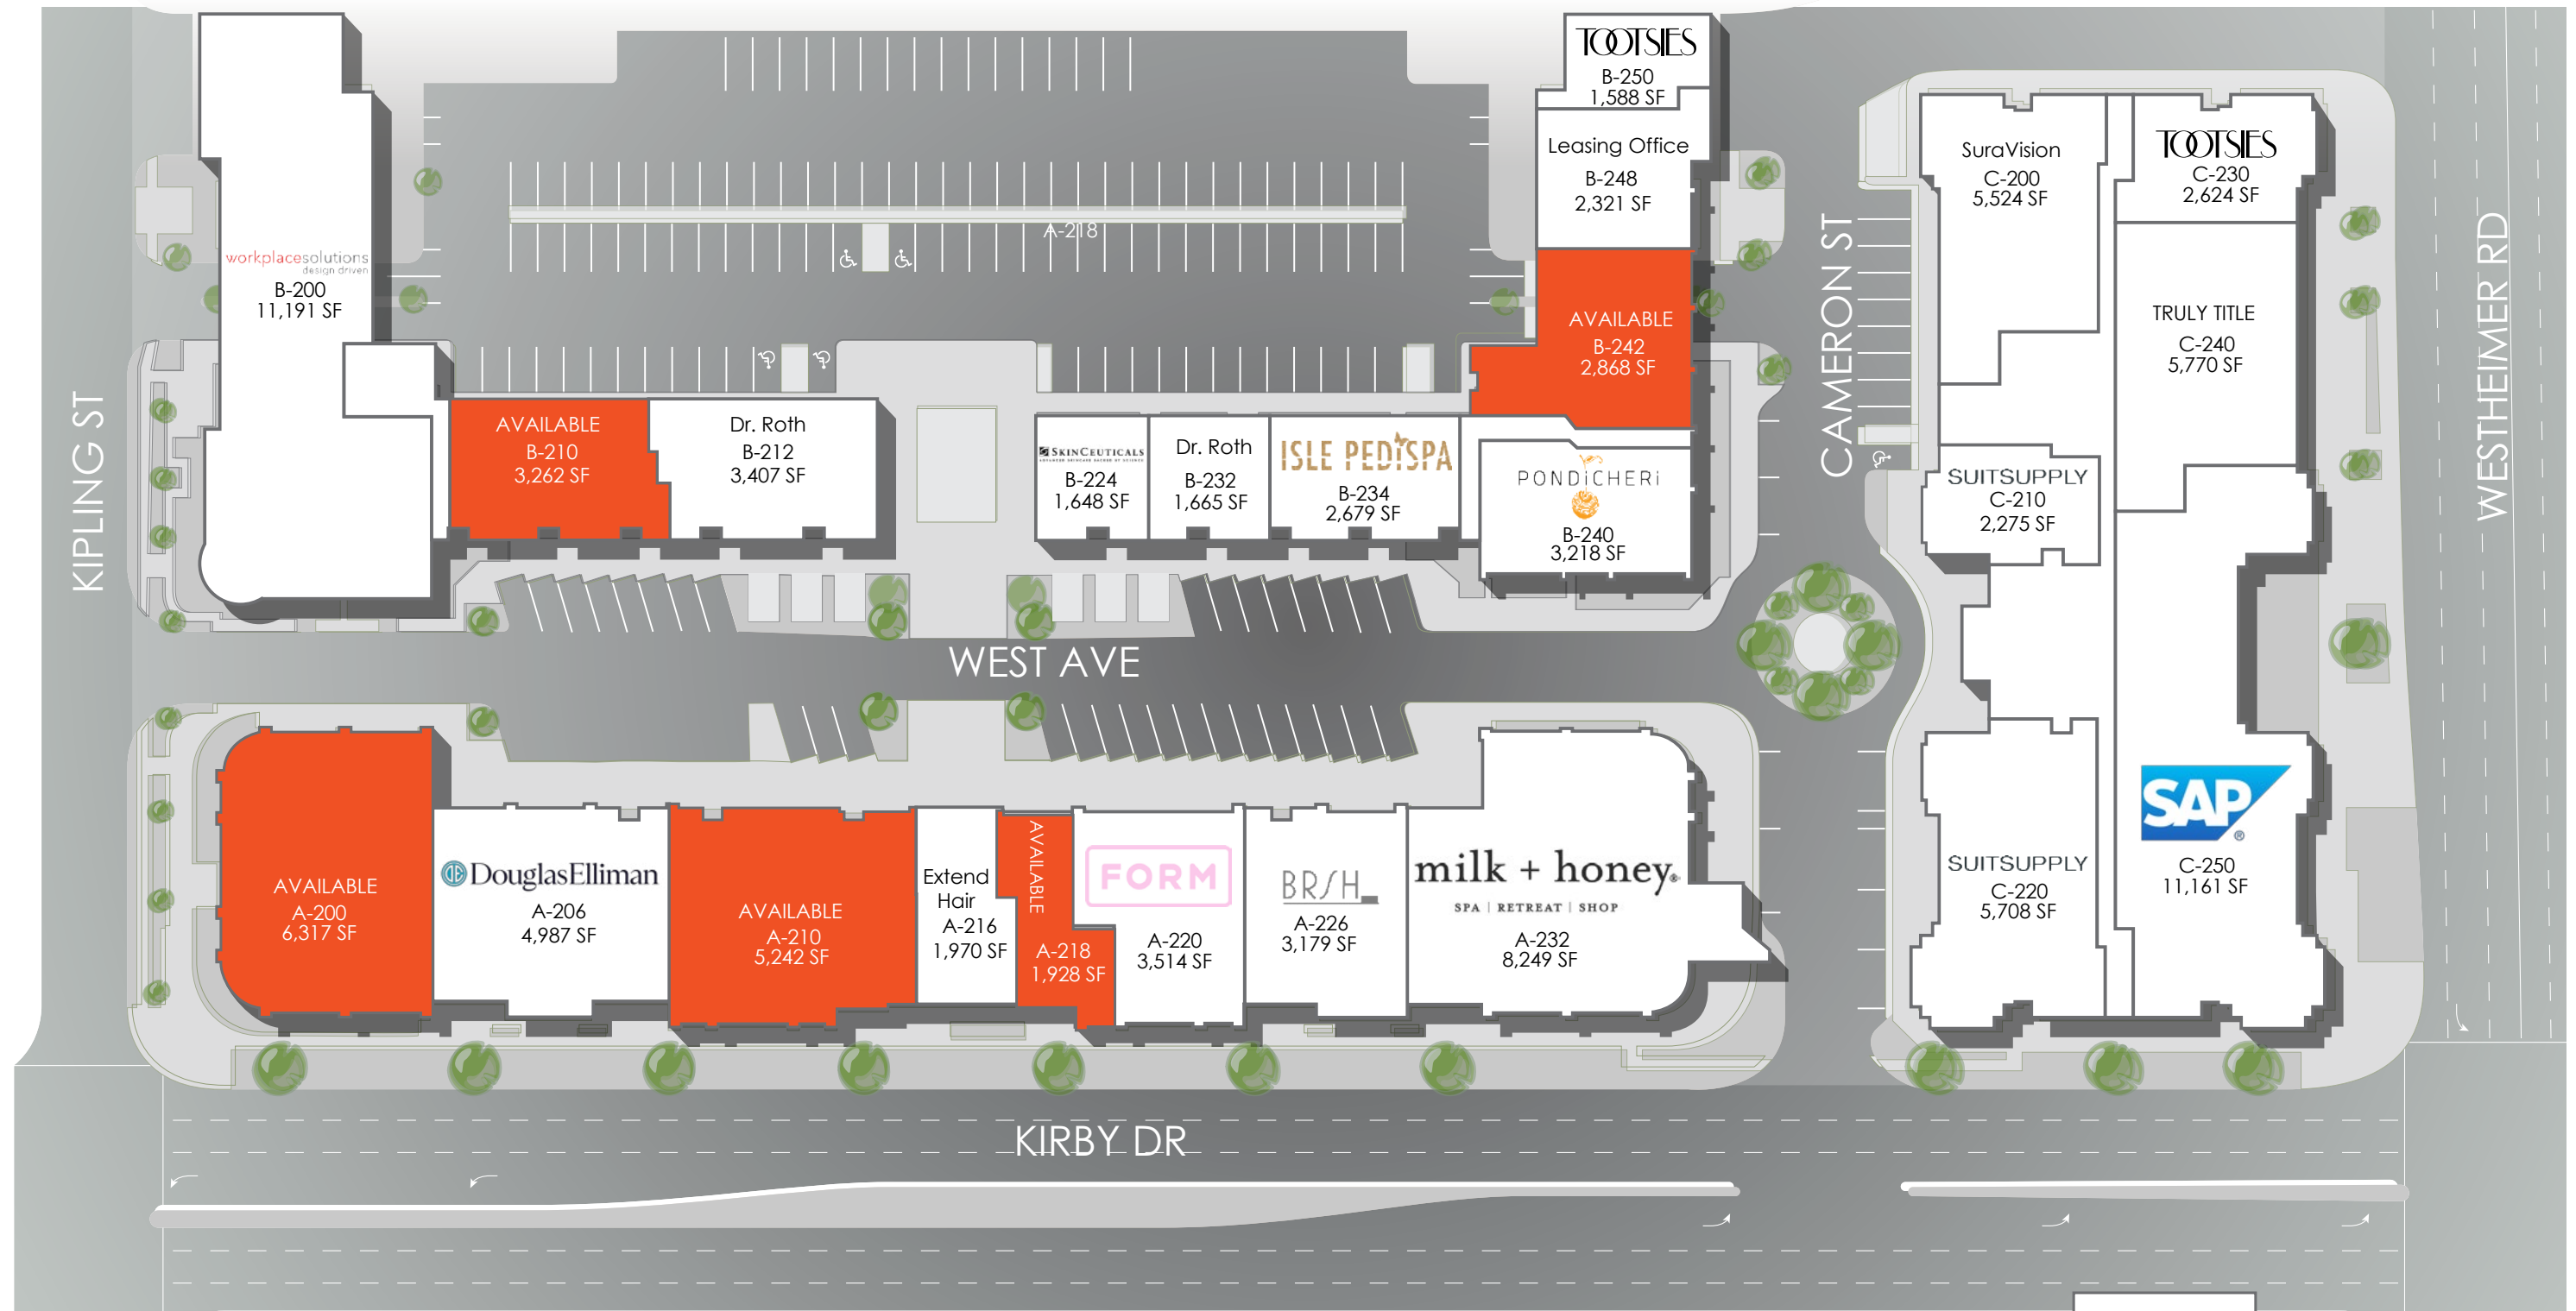 TOOTSIES
B-250
1,588 SF
Leasing Office
B-248
2,321 SF
SuraVision
C-200
5,524 SF
TOOTSIES
C-230
2,624 SF
A-218
workplacesolutions
design driven
B-200
11,191 SF
AVAILABLE
B-242
2,868 SF
TRULY TITLE
C-240
5,770 SF
CAMERON ST
WESTHEIMER RD
KIPLING ST
AVAILABLE
B-210
3,262 SF
Dr. Roth
B-212
3,407 SF
SKINCEUTICALS
ADVANCED SKINCARE BACKED BY SCIENCE
B-224
1,648 SF
Dr. Roth
B-232
1,665 SF
ISLE PEDISPA
B-234
2,679 SF
PONDICHERI
B-240
3,218 SF
SUITSUPPLY
C-210
2,275 SF
WEST AVE
AVAILABLE
A-200
6,317 SF
DE DouglasElliman
A-206
4,987 SF
AVAILABLE
A-210
5,242 SF
Extend
Hair
A-216
1,970 SF
AVAILABLE
A-218
1,928 SF
FORM
A-220
3,514 SF
BRSH
A-226
3,179 SF
milk + honey®
SPA | RETREAT | SHOP
A-232
8,249 SF
SUITSUPPLY
C-220
5,708 SF
SAP®
C-250
11,161 SF
KIRBY DR